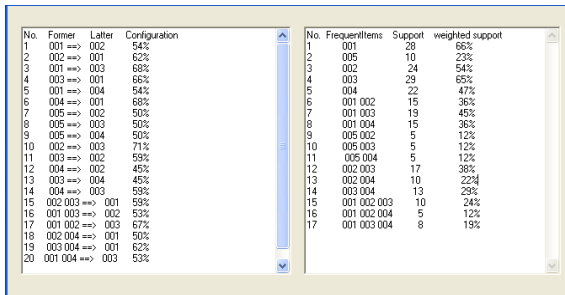 No. Former Latter Configuration
1 001 ==> 002 54%
2 002 ==> 001 62%
3 001 ==> 003 68%
4 003 ==> 001 66%
5 001 ==> 004 54%
6 004 ==> 001 68%
7 005 ==> 002 50%
8 005 ==> 003 50%
9 005 ==> 004 50%
10 002 ==> 003 71%
11 003 ==> 002 59%
12 004 ==> 002 45%
13 003 ==> 004 45%
14 004 ==> 003 59%
15 002 003 ==> 001 59%
16 001 003 ==> 002 53%
17 001 002 ==> 003 67%
18 002 004 ==> 001 50%
19 003 004 ==> 001 62%
20 001 004 ==> 003 53%
No. FrequentItems Support weighted support
1 001 28 66%
2 005 10 23%
3 002 24 54%
4 003 29 65%
5 004 22 47%
6 001 002 15 36%
7 001 003 19 45%
8 001 004 15 36%
9 005 002 5 12%
10 005 003 5 12%
11 005 004 5 12%
12 002 003 17 38%
13 002 004 10 22%
14 003 004 13 29%
15 001 002 003 10 24%
16 001 002 004 5 12%
17 001 003 004 8 19%